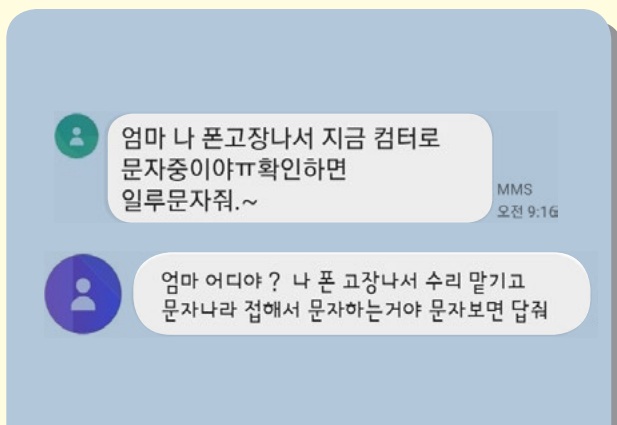 엄마 나 폰고장나서 지금 컴터로
문자중이야ㅠ확인하면
일루문자줘.~
MMS
오전 9:16
엄마 어디야 ? 나 폰 고장나서 수리 맡기고
문자나라 접해서 문자하는거야 문자보면 답줘